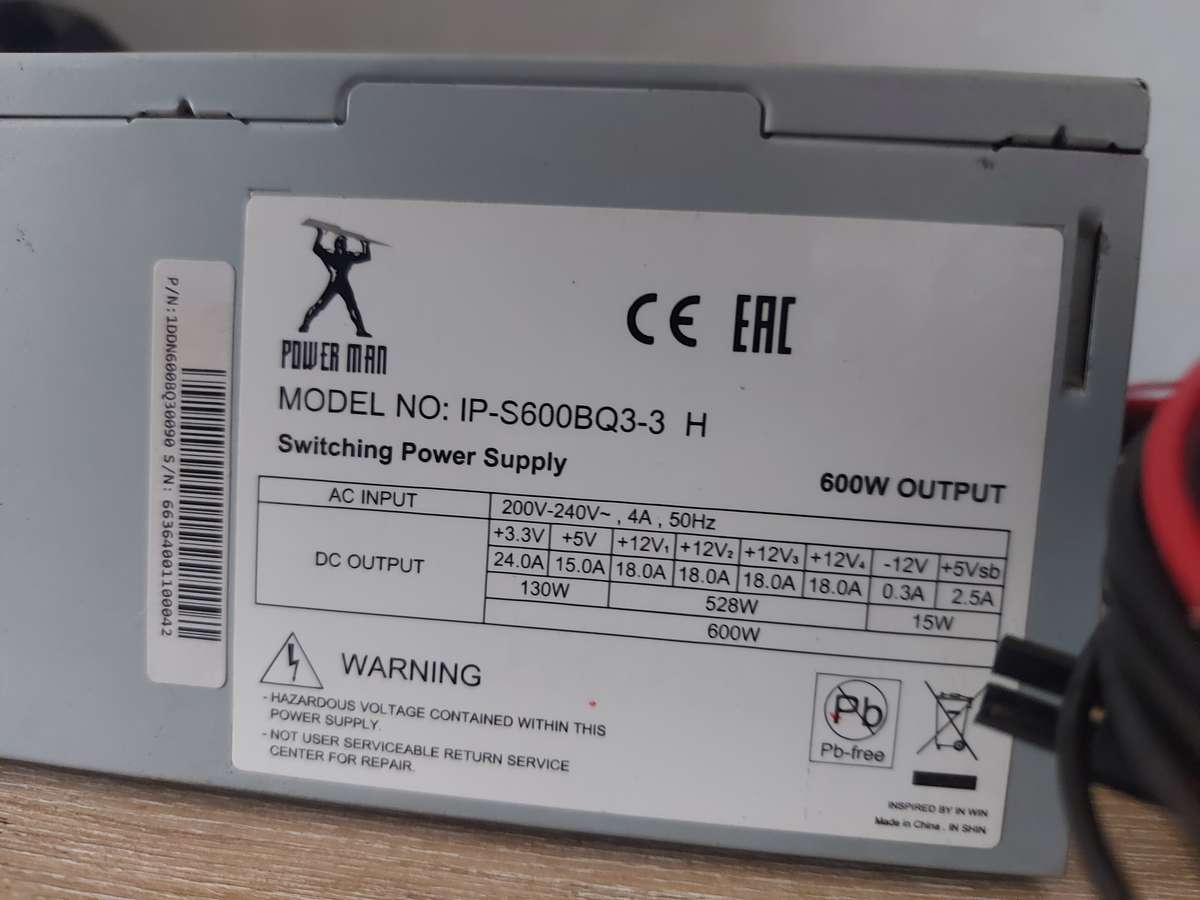 P/N:1DDN600BQ30090 S/N: 66364001100042
POWER MAN
CE EAC
MODEL NO: IP-S600BQ3-3 H
Switching Power Supply
600W OUTPUT
AC INPUT 200V-240V~ , 4A , 50Hz
DC OUTPUT
+3.3V +5V +12V₁ +12V₂ +12V₃ +12V₄ -12V +5Vsb
24.0A 15.0A 18.0A 18.0A 18.0A 18.0A 0.3A 2.5A
130W 528W 15W
600W
WARNING
- HAZARDOUS VOLTAGE CONTAINED WITHIN THIS
POWER SUPPLY.
- NOT USER SERVICEABLE RETURN SERVICE
CENTER FOR REPAIR.
Pb
Pb-free
INSPIRED BY IN WIN
Made in China . IN SHIN